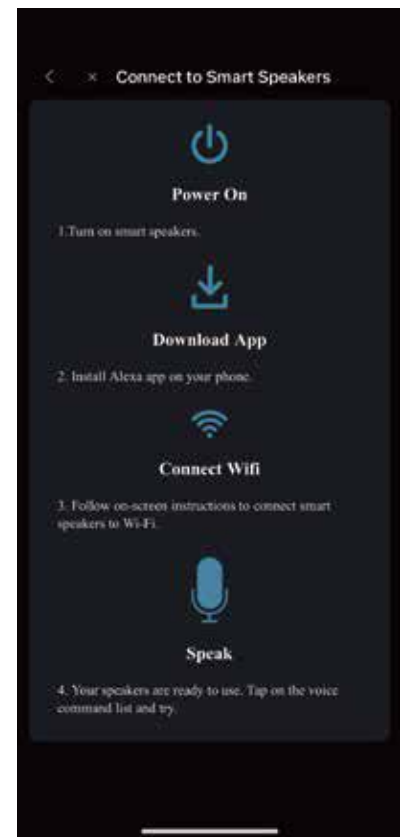 Connect to Smart Speakers
Power On
1.Turn on smart speakers.
Download App
2. Install Alexa app on your phone.
Connect Wifi
3. Follow on-screen instructions to connect smart
speakers to Wi-Fi.
Speak
4. Your speakers are ready to use. Tap on the voice
command list and try.